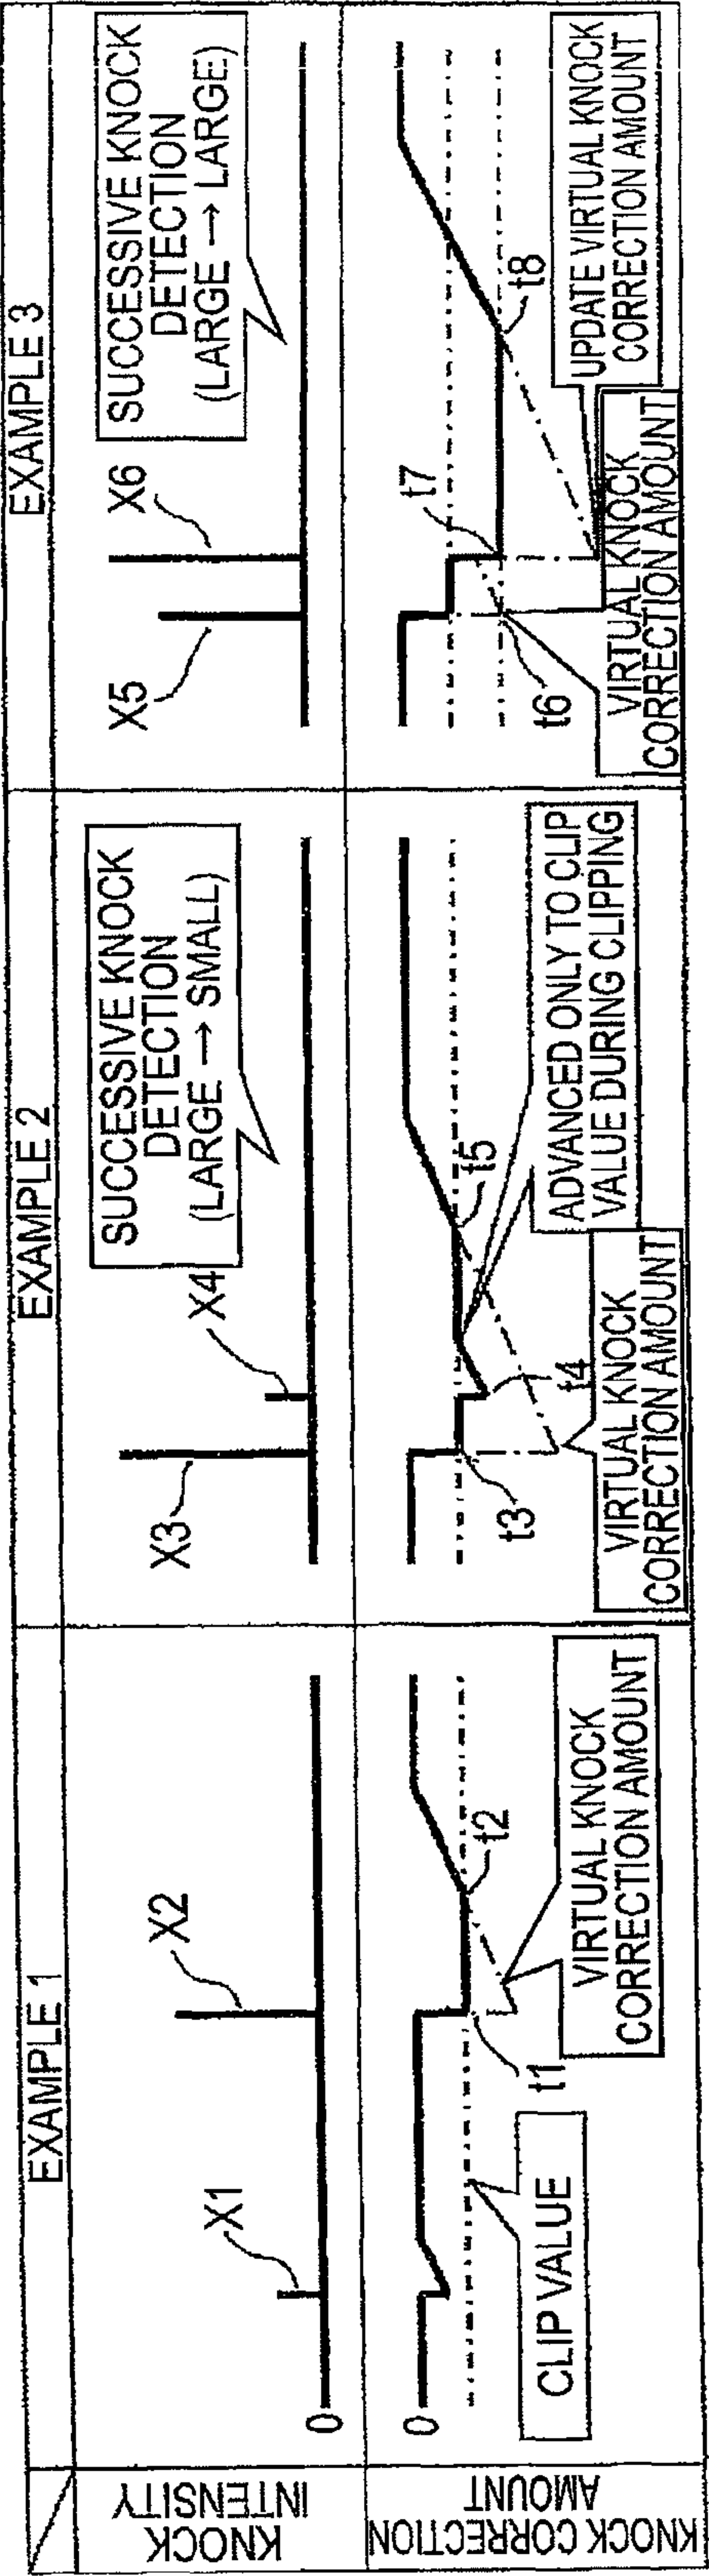 EXAMPLE 1
EXAMPLE 2
EXAMPLE 3
KNOCK
INTENSITY
0
X1
X2
X3
X4
SUCCESSIVE KNOCK
DETECTION
(LARGE → SMALL)
X5
X6
SUCCESSIVE KNOCK
DETECTION
(LARGE → LARGE)
KNOCK CORRECTION
AMOUNT
0
CLIP VALUE
t1
t2
VIRTUAL KNOCK
CORRECTION AMOUNT
t3
t4
t5
VIRTUAL KNOCK
CORRECTION AMOUNT
ADVANCED ONLY TO CLIP
VALUE DURING CLIPPING
t6
t7
t8
VIRTUAL KNOCK
CORRECTION AMOUNT
UPDATE VIRTUAL KNOCK
CORRECTION AMOUNT